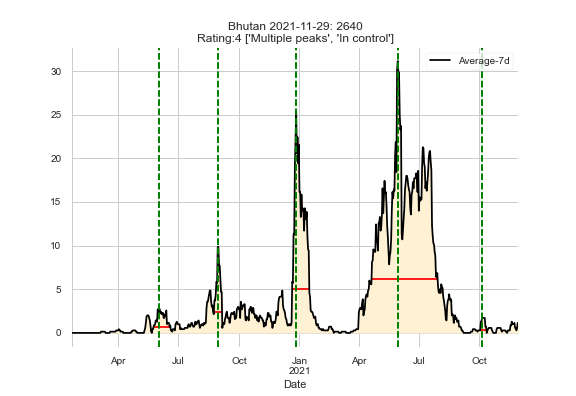 Bhutan 2021-11-29: 2640
Rating:4 ['Multiple peaks', 'In control']
Average-7d
30
25
20
15
10
5
0
Apr Jul Oct Jan Apr Jul Oct
2021
Date